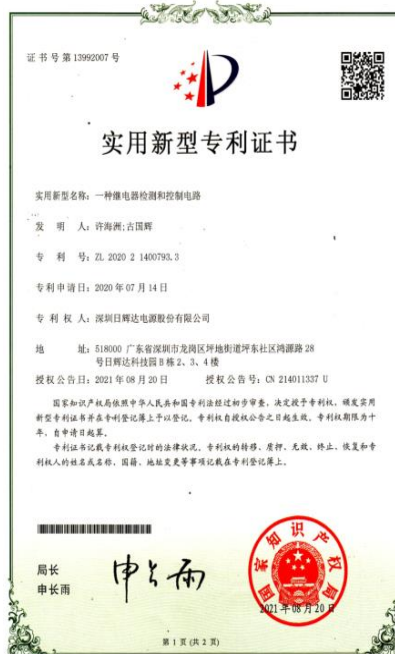 证书号第13992007号
实用新型专利证书
实用新型名称：一种继电器检测和控制电路
发 明 人：许海洲;古国辉
专 利 号：ZL 2020 2 1400793.3
专利申请日：2020年07月14日
专 利 权 人：深圳日辉达电源股份有限公司
地 址：518000 广东省深圳市龙岗区坪地街道坪东社区鸿源路28
号日辉达科技园B栋2、3、4楼
授权公告日：2021年08月20日 授权公告号：CN 214011337 U
国家知识产权局依照中华人民共和国专利法经过初步审查，决定授予专利权，颁发实用
新型专利证书并在专利登记簿上予以登记。专利权自授权公告之日起生效。专利权期限为十
年，自申请日起算。
专利证书记载专利权登记时的法律状况。专利权的转移、质押、无效、终止、恢复和专
利权人的姓名或名称、国籍、地址变更等事项记载在专利登记簿上。
局长
申长雨
申长雨
国家知识产权局
2021年08月20日
第 1 页 (共 2 页)